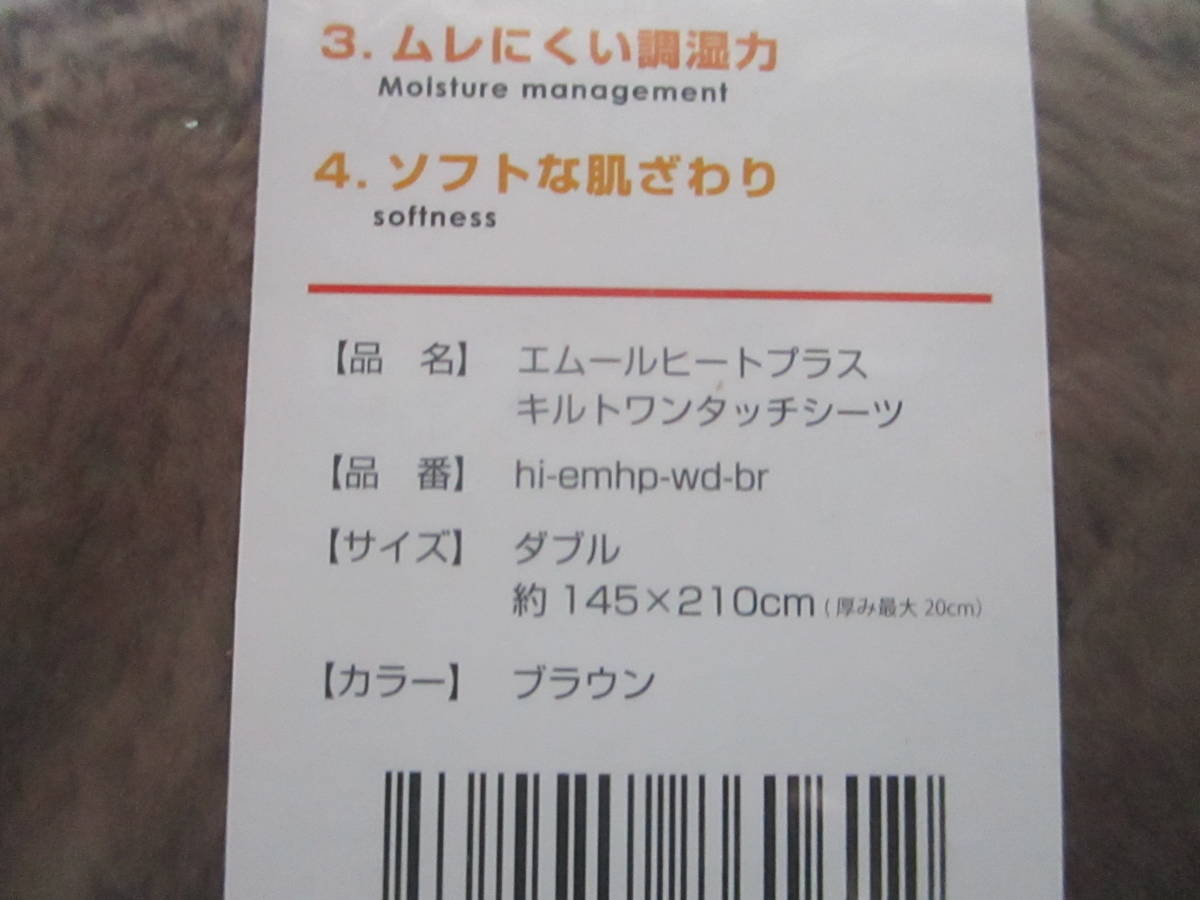 3. ムレにくい調湿力
Moisture management
4. ソフトな肌ざわり
softness
【品　名】 エムールヒートプラス
キルトワンタッチシーツ
【品　番】 hi-emhp-wd-br
【サイズ】 ダブル
約 145×210cm (厚み最大 20cm)
【カラー】 ブラウン